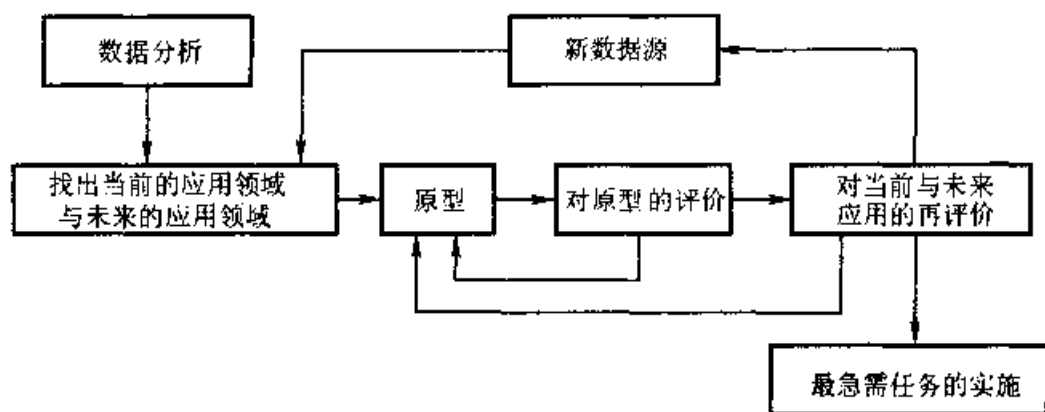 数据分析
新数据源
找出当前的应用领域
与未来的应用领域
原型
对原型的评价
对当前与未来
应用的再评价
最急需任务的实施